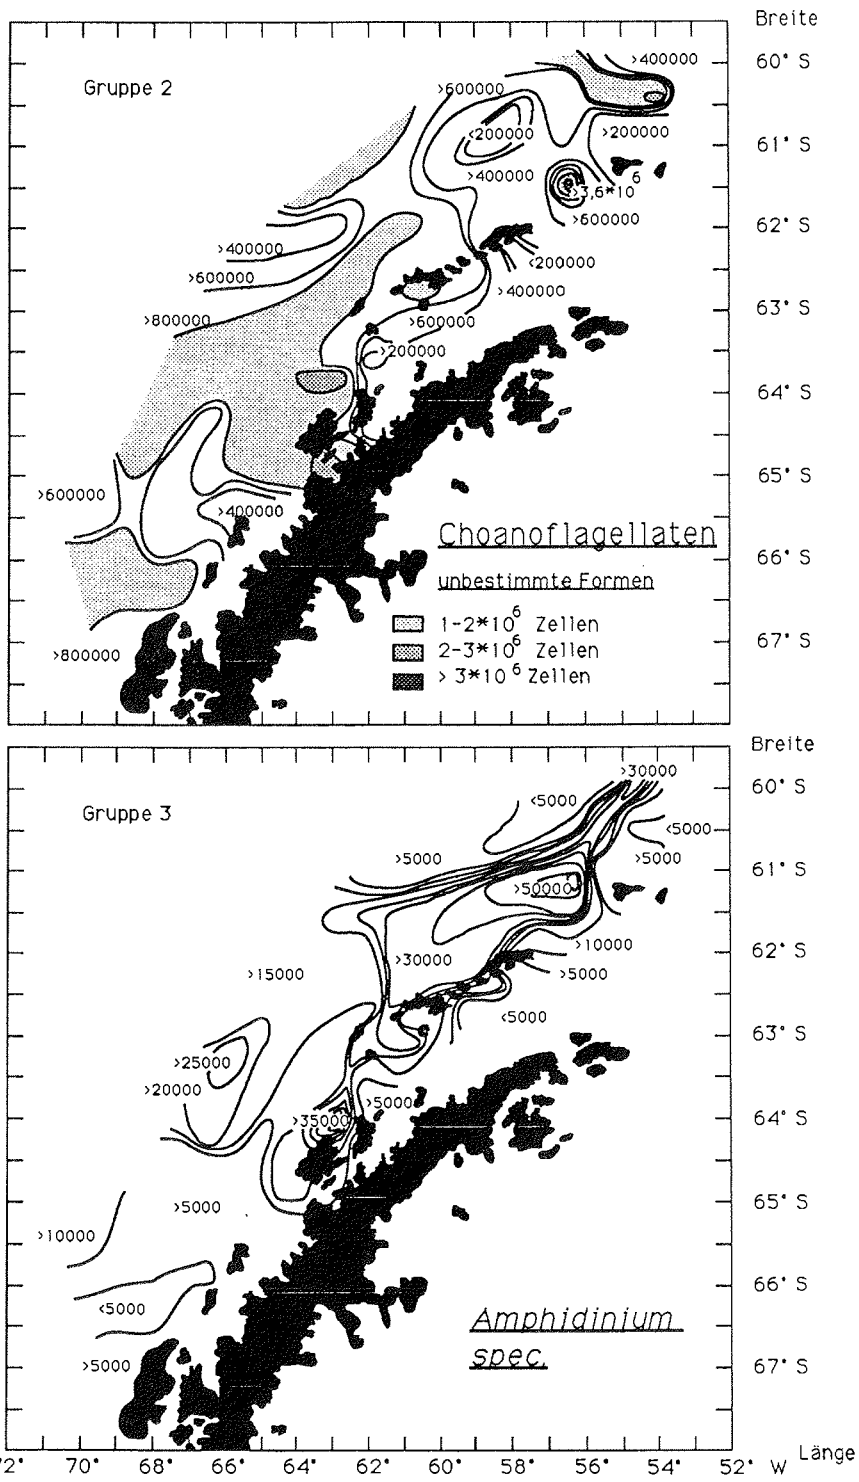 Breite
Gruppe 2
>400000
60° S
>600000
<200000
>200000
61° S
>400000
>3,6*10⁶
>600000
62° S
>400000
<200000
>600000
>400000
63° S
>800000
>600000
>200000
64° S
65° S
>600000
>400000
Choanoflagellaten
66° S
unbestimmte Formen
1-2*10⁶ Zellen
2-3*10⁶ Zellen
> 3*10⁶ Zellen
67° S
>800000
Breite
Gruppe 3
>30000
60° S
<5000
<5000
>5000
>5000
61° S
>50000
>10000
62° S
>30000
>15000
>5000
<5000
63° S
>25000
>20000
>5000
64° S
>35000
>5000
65° S
>10000
66° S
<5000
Amphidinium
spec.
>5000
67° S
72° 70° 68° 66° 64° 62° 60° 58° 56° 54° 52° W Länge